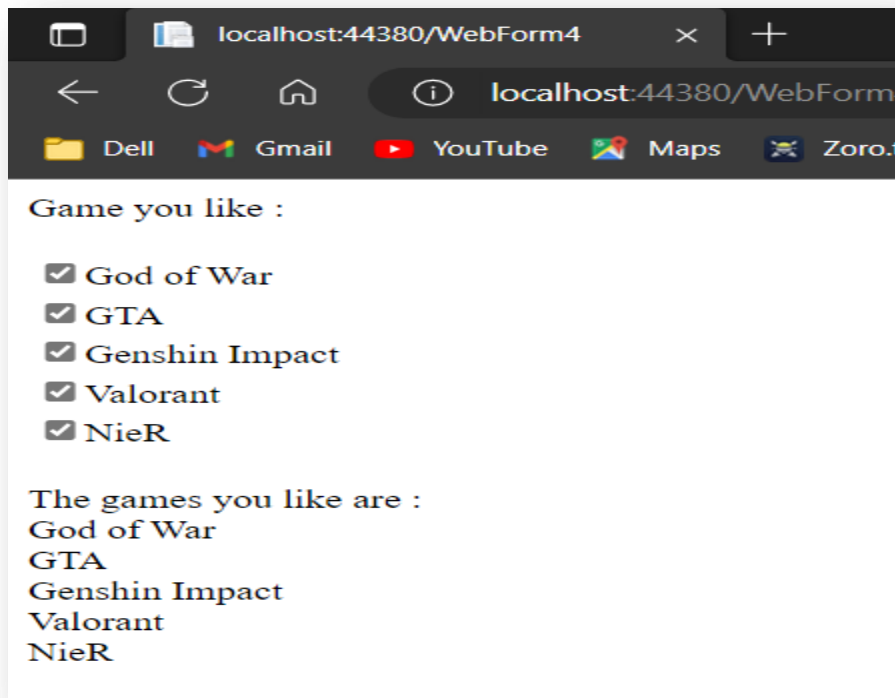 localhost:44380/WebForm4
localhost:44380/WebForm
Dell Gmail YouTube Maps Zoro.
Game you like :
God of War
GTA
Genshin Impact
Valorant
NieR
The games you like are :
God of War
GTA
Genshin Impact
Valorant
NieR